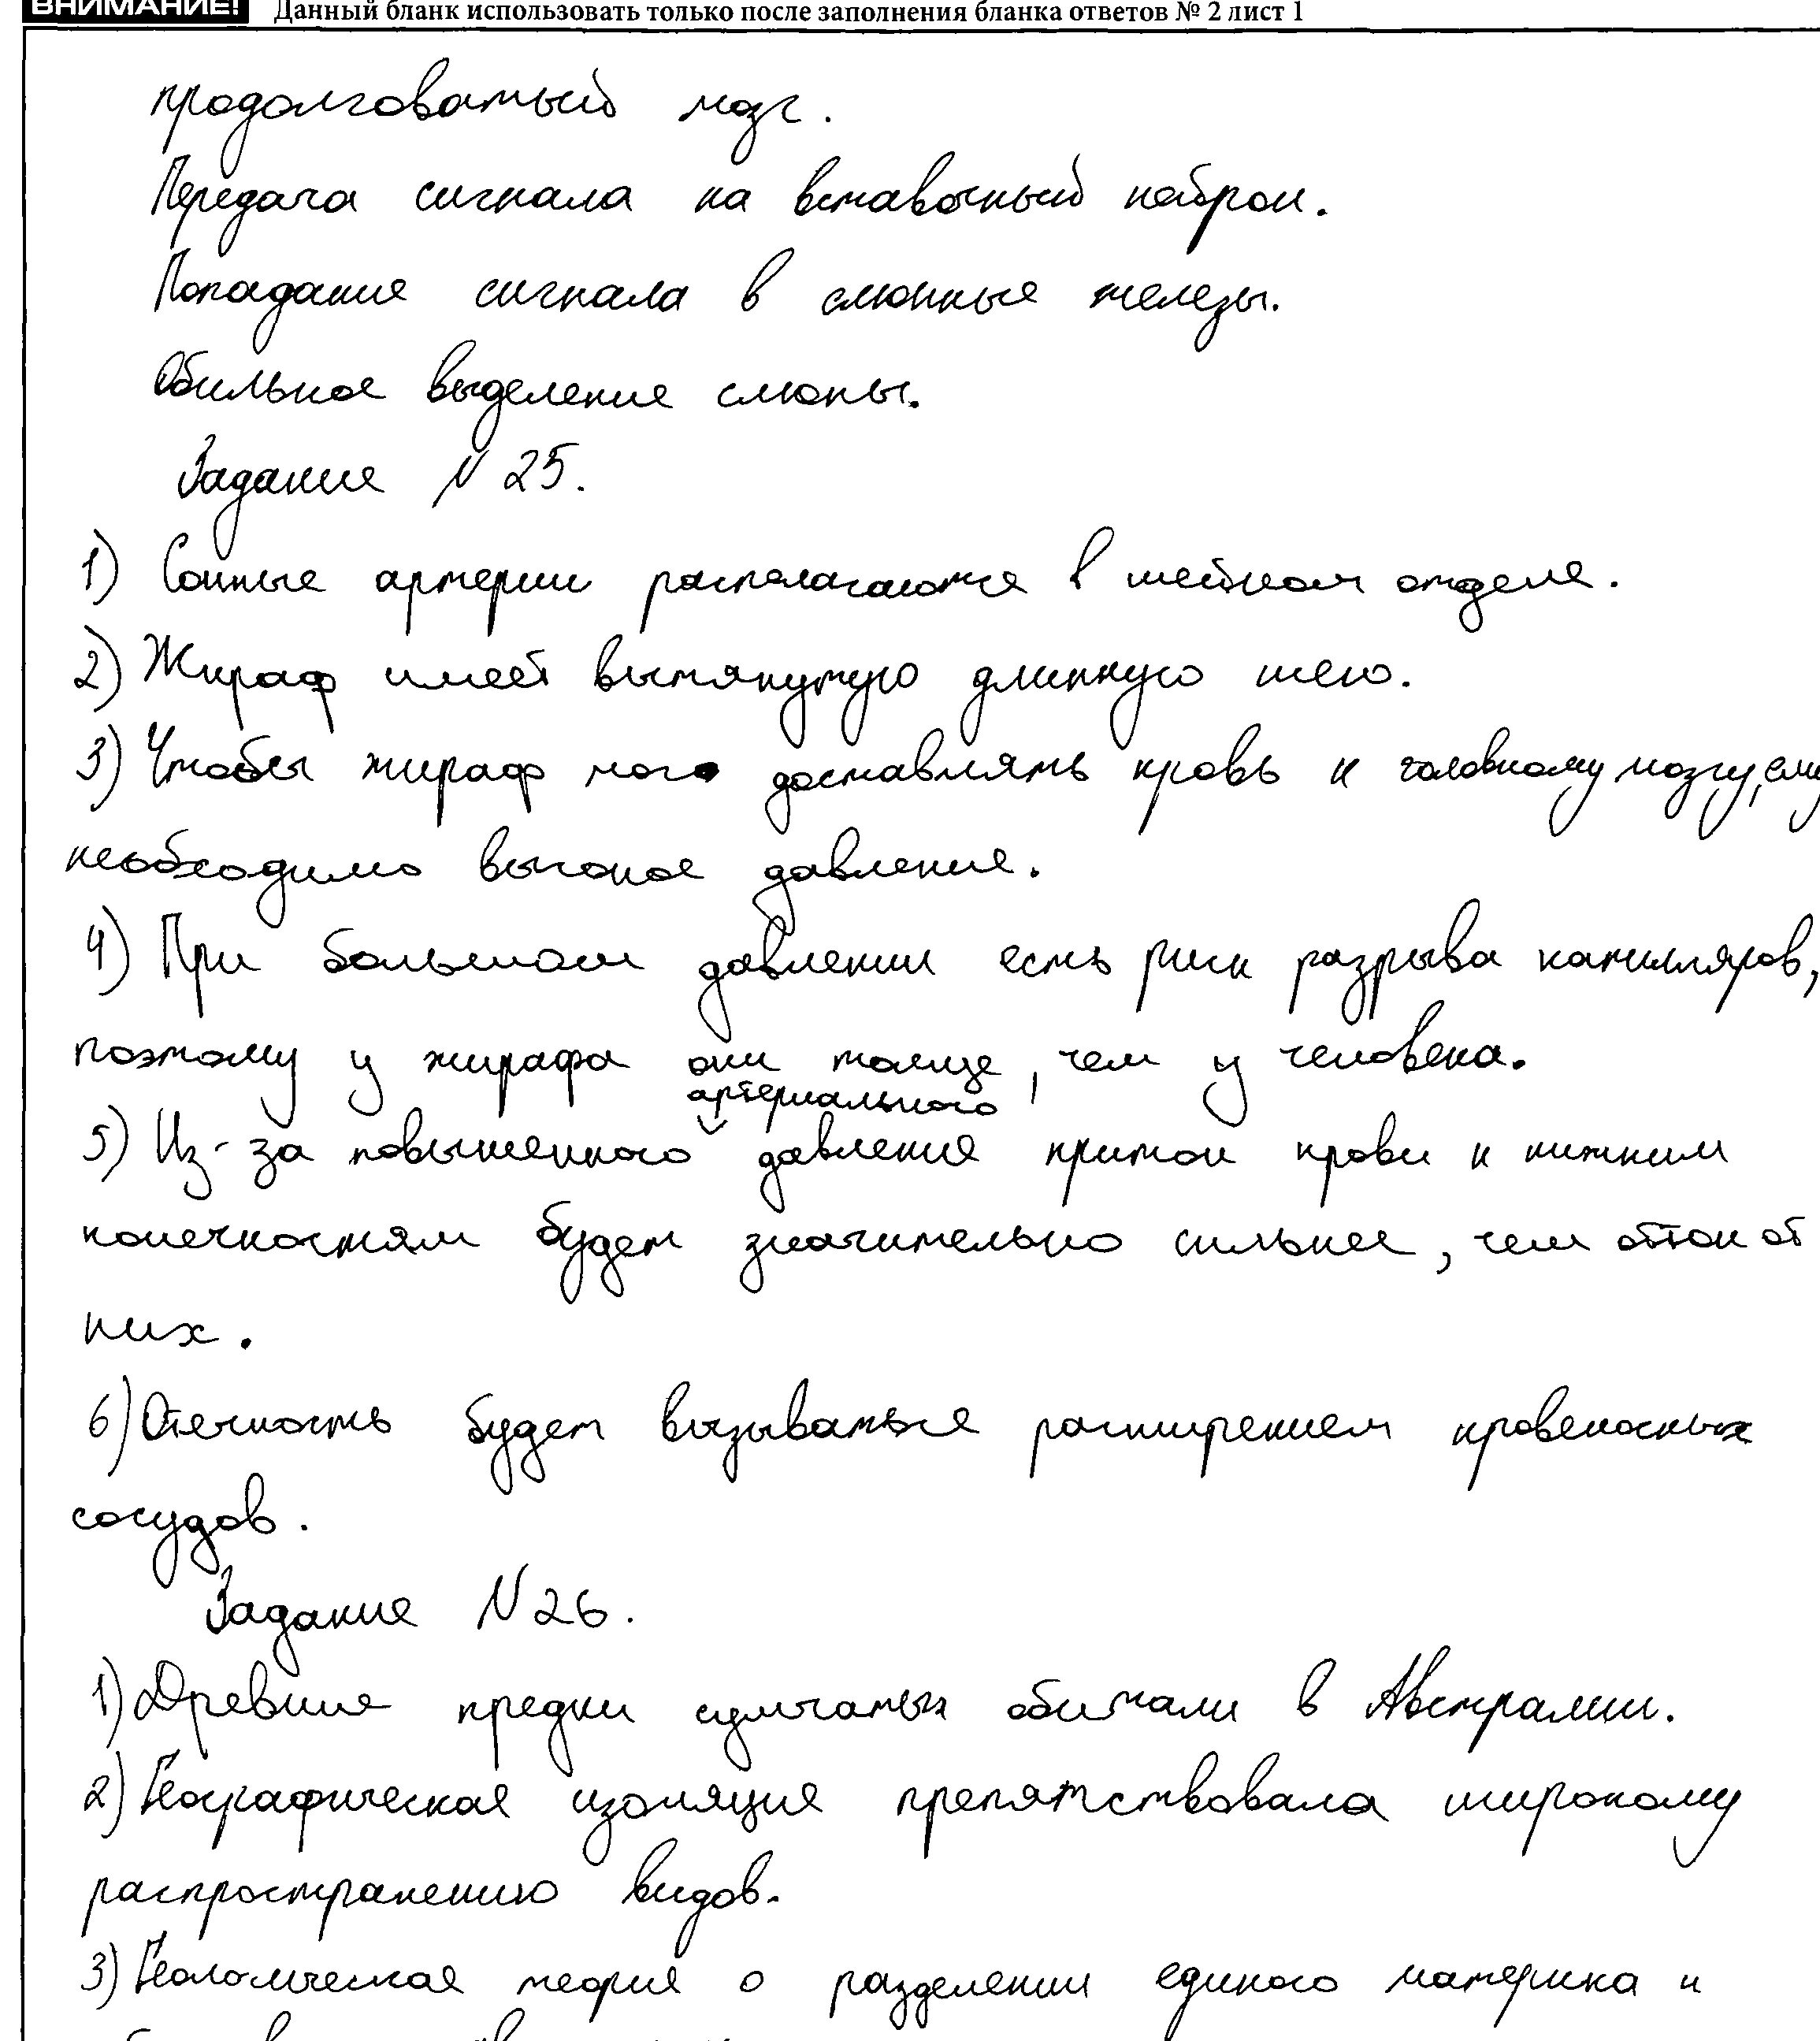 ВНИМАНИЕ! Данный бланк использовать только после заполнения бланка ответов № 2 лист 1
продолговатый мозг.
Передача сигнала на вставочный нейрон.
Попадание сигнала в слюнные железы.
Обильное выделение слюны.
Задание N 25.
1) Сонные артерии располагаются в шейном отделе.
2) Жираф имеет вытянутую длинную шею.
3) Чтобы жираф мог доставлять кровь к головному мозгу, ему
необходимо высокое давление.
4) При большом давлении есть риск разрыва капилляров,
поэтому у жирафа они толще, чем у человека.
артериального
5) Из-за повышенного давления приток крови к нижним
конечностям будет значительно сильнее, чем отток от
них.
6) Отечность будет вызываться расширением кровеносных
сосудов.
Задание N 26.
1) Древние предки сумчатых обитали в Австралии.
2) Географическая изоляция препятствовала широкому
распространению видов.
3) Геологическая теория о разделении единого материка и